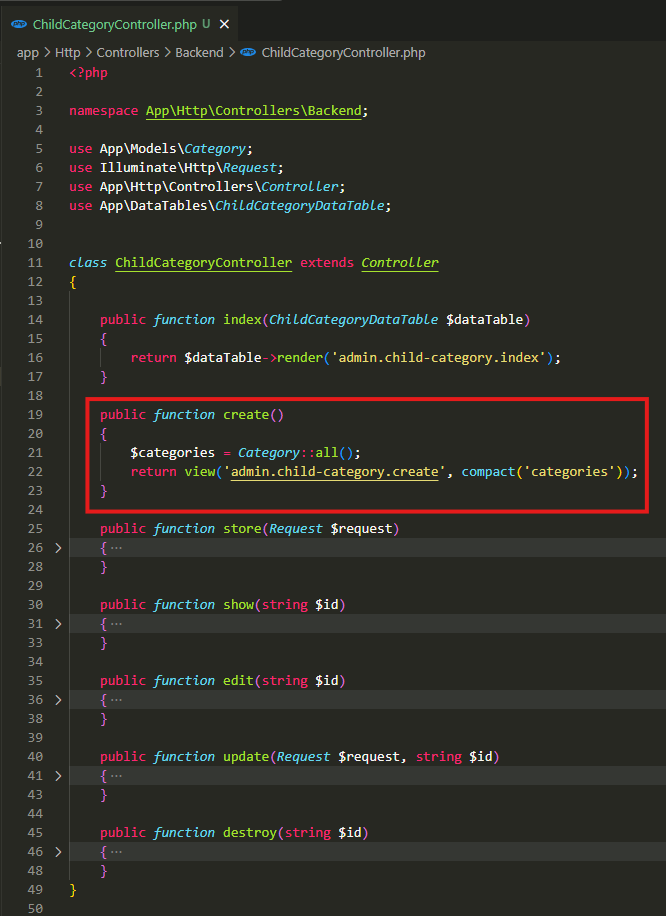 php ChildCategoryController.php U ×
app > Http > Controllers > Backend > php ChildCategoryController.php
1 <?php
2
3 namespace App\Http\Controllers\Backend;
4
5 use App\Models\Category;
6 use Illuminate\Http\Request;
7 use App\Http\Controllers\Controller;
8 use App\DataTables\ChildCategoryDataTable;
9
10
11 class ChildCategoryController extends Controller
12 {
13
14     public function index(ChildCategoryDataTable $dataTable)
15     {
16         return $dataTable->render('admin.child-category.index');
17     }
18
19     public function create()
20     {
21         $categories = Category::all();
22         return view('admin.child-category.create', compact('categories'));
23     }
24
25     public function store(Request $request)
26 >   { ···
28     }
29
30     public function show(string $id)
31 >   { ···
33     }
34
35     public function edit(string $id)
36 >   { ···
38     }
39
40     public function update(Request $request, string $id)
41 >   { ···
43     }
44
45     public function destroy(string $id)
46 >   { ···
48     }
49 }
50